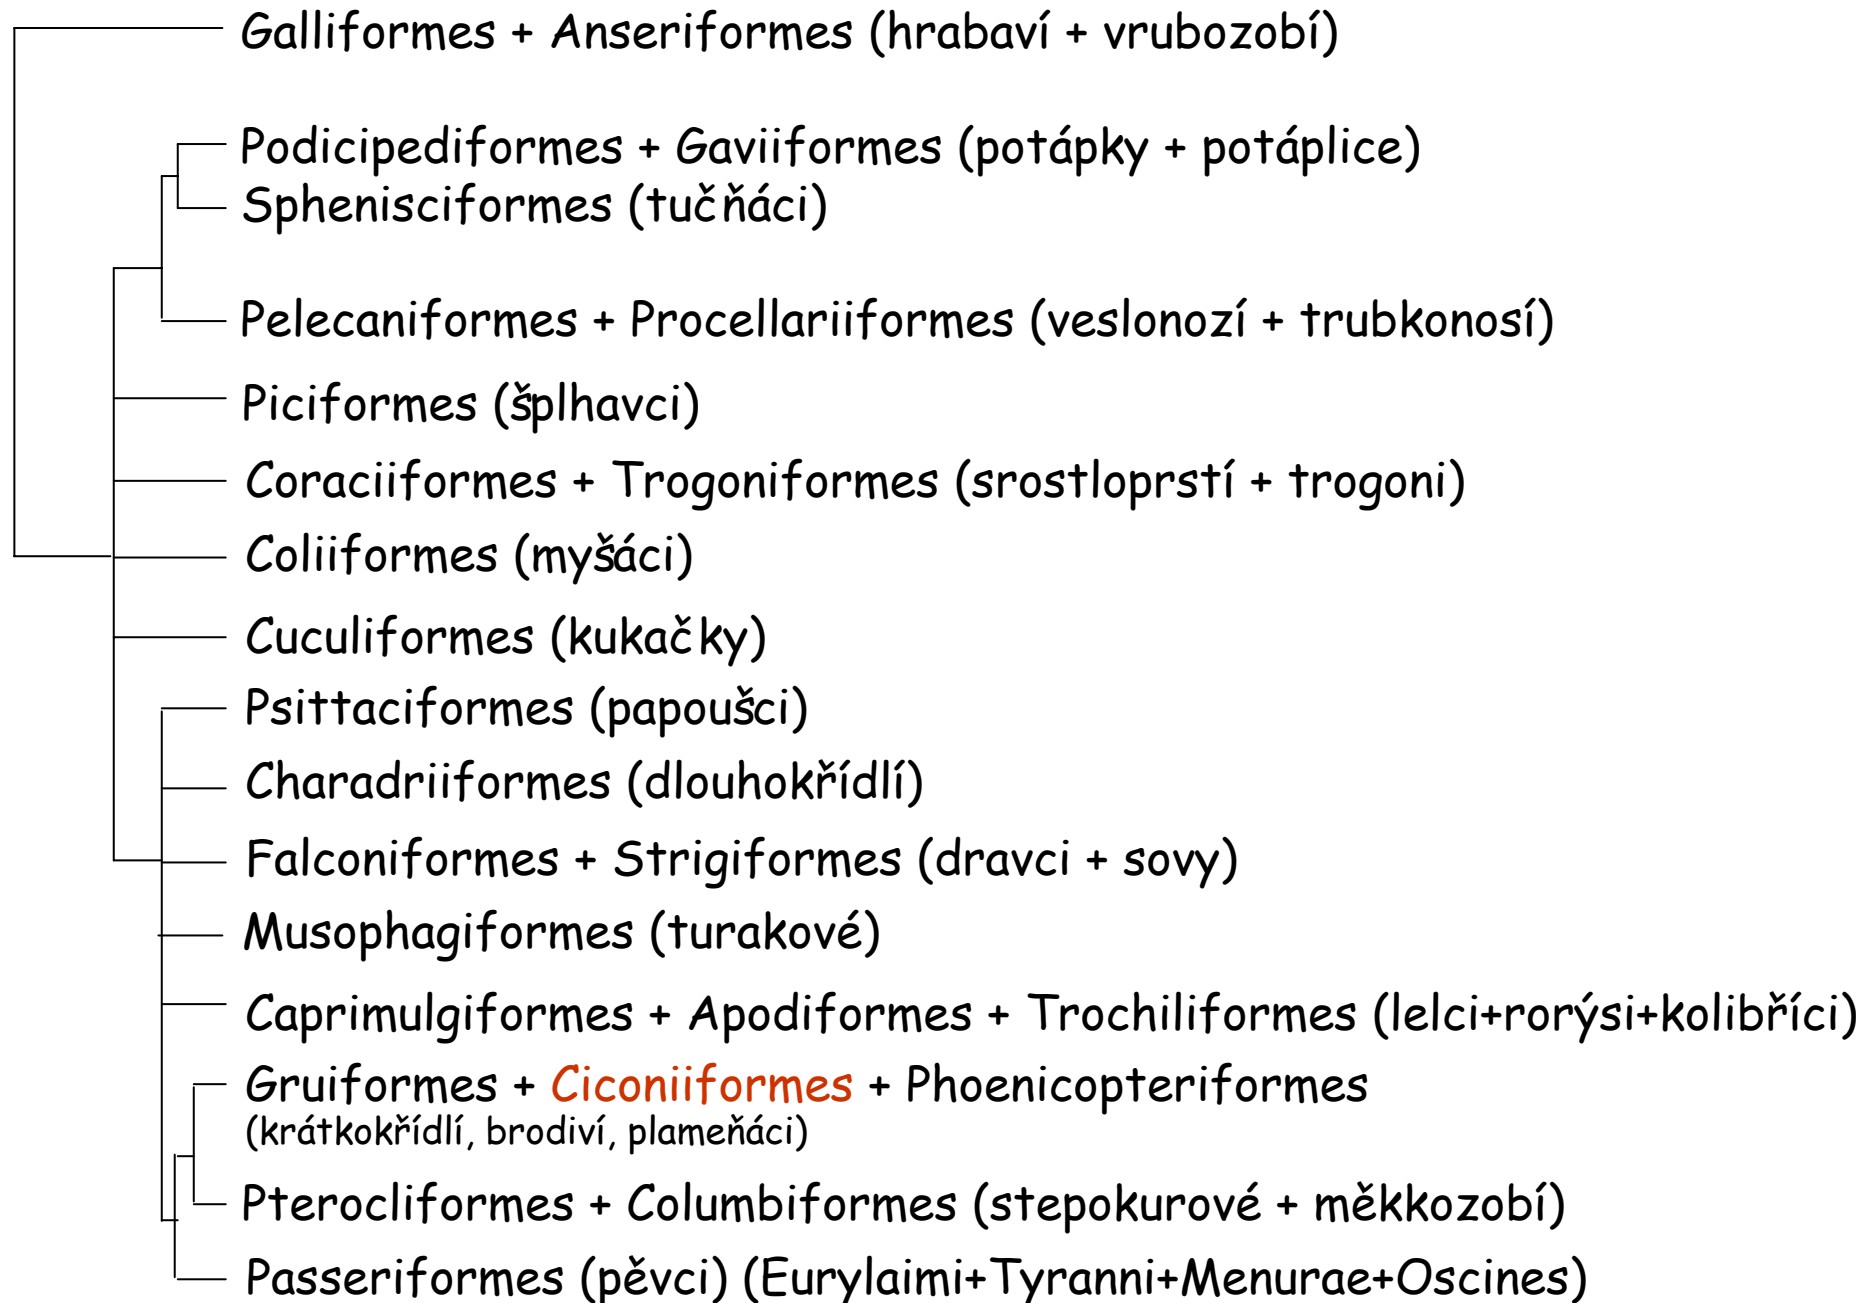 Galliformes + Anseriformes (hrabaví + vrubozobí)
Podicipediformes + Gaviiformes (potápky + potáplice)
Sphenisciformes (tučňáci)
Pelecaniformes + Procellariiformes (veslonozí + trubkonosí)
Piciformes (šplhavci)
Coraciiformes + Trogoniformes (srostloprstí + trogoni)
Coliiformes (myšáci)
Cuculiformes (kukačky)
Psittaciformes (papoušci)
Charadriiformes (dlouhokřídlí)
Falconiformes + Strigiformes (dravci + sovy)
Musophagiformes (turakové)
Caprimulgiformes + Apodiformes + Trochiliformes (lelci+rorýsi+kolibříci)
Gruiformes + Ciconiiformes + Phoenicopteriformes
(krátkokřídlí, brodiví, plameňáci)
Pterocliformes + Columbiformes (stepokurové + měkkozobí)
Passeriformes (pěvci) (Eurylaimi+Tyranni+Menurae+Oscines)